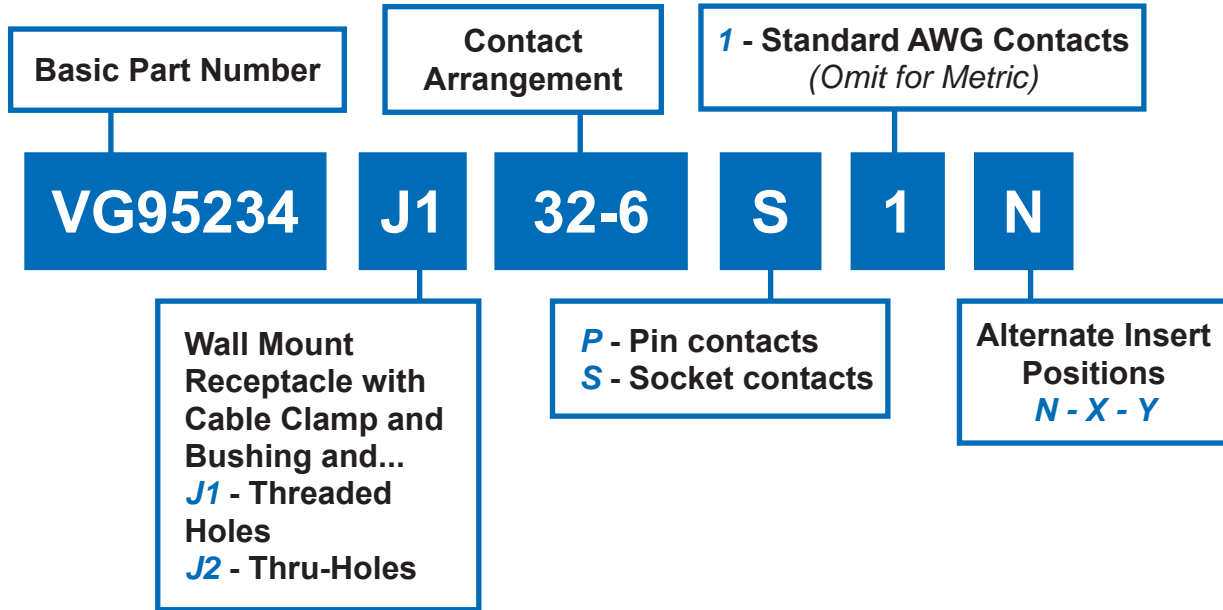 Basic Part Number
Contact
Arrangement
1 - Standard AWG Contacts
(Omit for Metric)
VG95234 J1 32-6 S 1 N
Wall Mount
Receptacle with
Cable Clamp and
Bushing and...
J1 - Threaded
Holes
J2 - Thru-Holes
P - Pin contacts
S - Socket contacts
Alternate Insert
Positions
N - X - Y